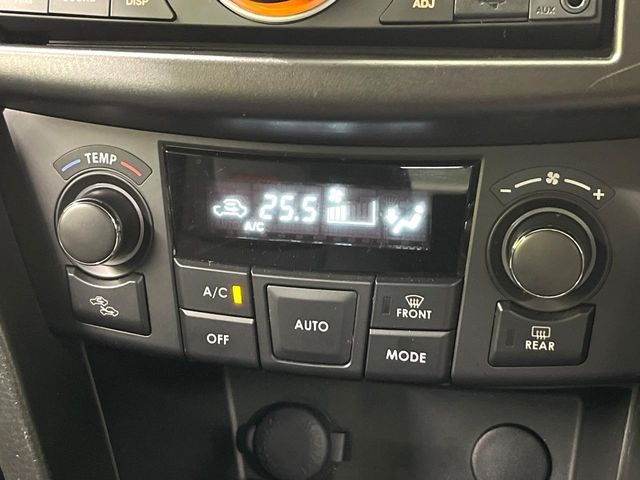 DISP
ADJ
AUX
TEMP
25.5
A/C
A/C
OFF
AUTO
FRONT
MODE
REAR
- +